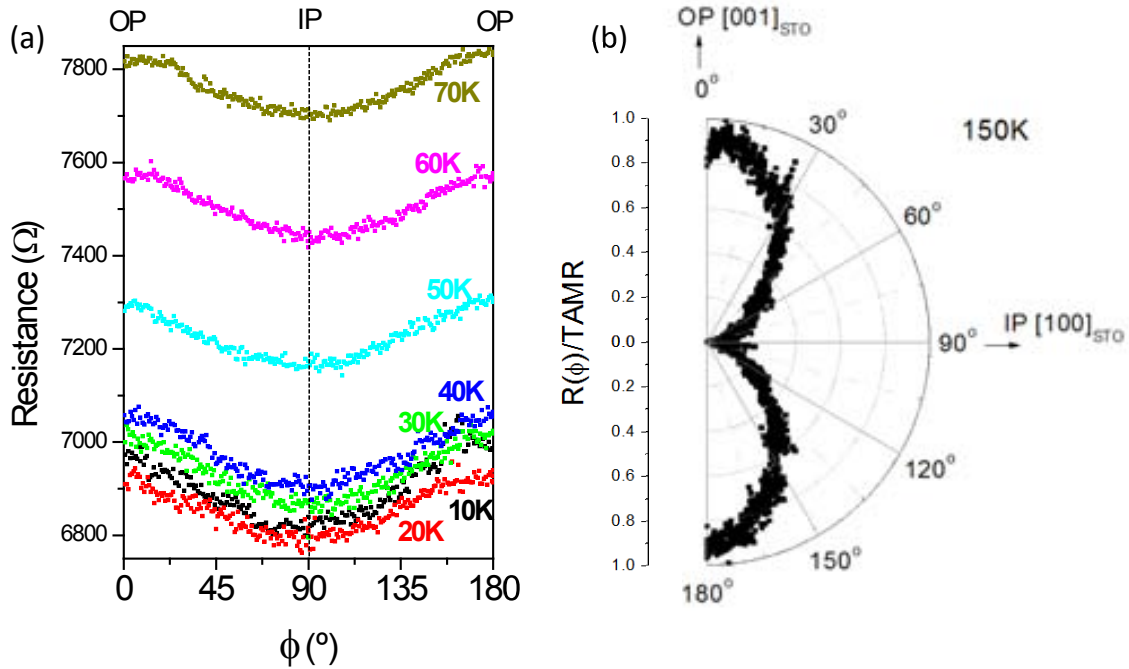 (a)
OP IP OP
7800
7600
7400
7200
7000
6800
Resistance (Ω)
70K
60K
50K
40K
30K
10K
20K
0 45 90 135 180
ϕ (º)
(b)
OP [001]STO
0°
150K
1.0
0.8
0.6
0.4
0.2
0.0
0.2
0.4
0.6
0.8
1.0
R(ϕ)/TAMR
30°
60°
90°
IP [100]STO
120°
150°
180°